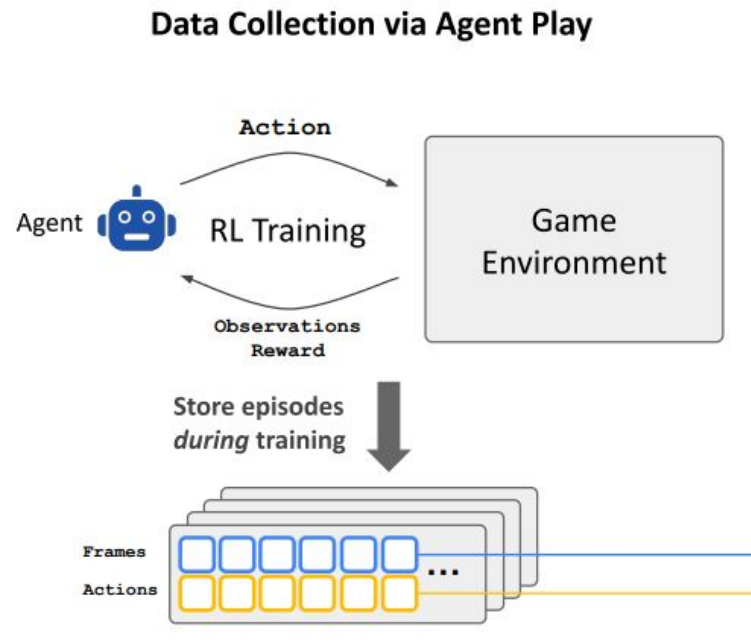 Data Collection via Agent Play
Action
Agent
RL Training
Game
Environment
Observations
Reward
Store episodes
during training
Frames
...
Actions